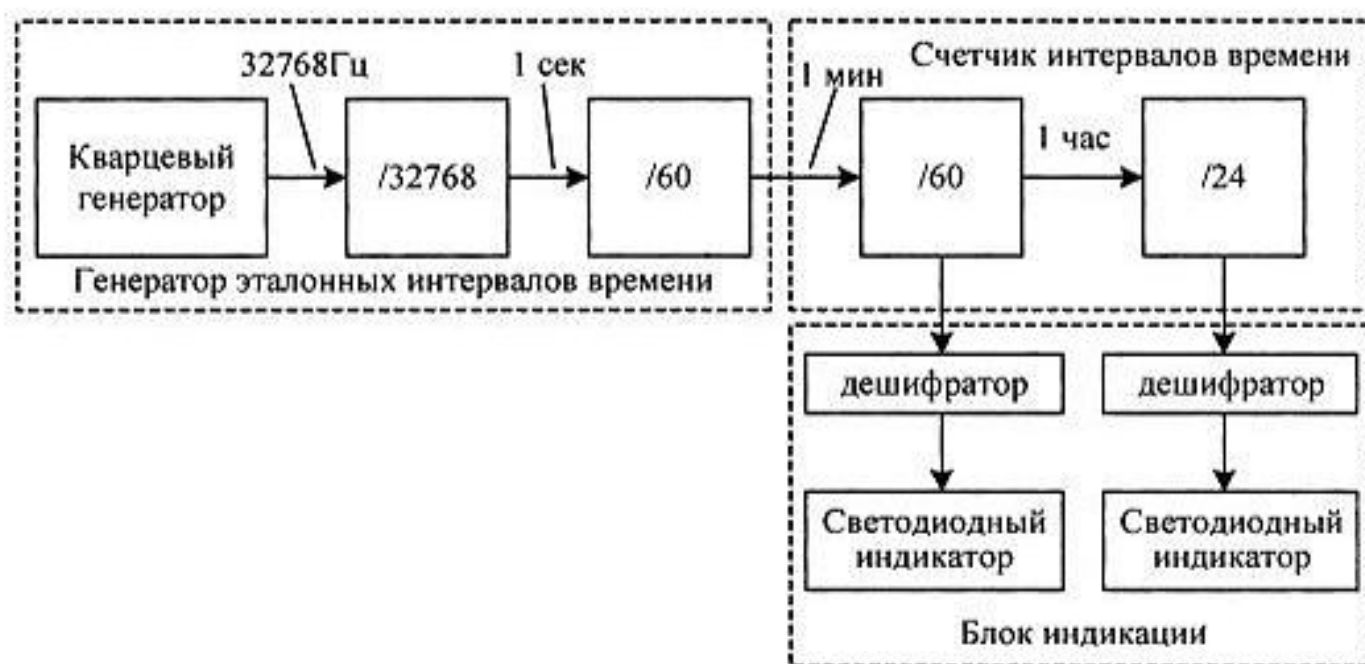 32768Гц
1 сек
1 мин
Счетчик интервалов времени
Кварцевый
генератор
/32768
/60
/60
1 час
/24
Генератор эталонных интервалов времени
дешифратор
дешифратор
Светодиодный
индикатор
Светодиодный
индикатор
Блок индикации